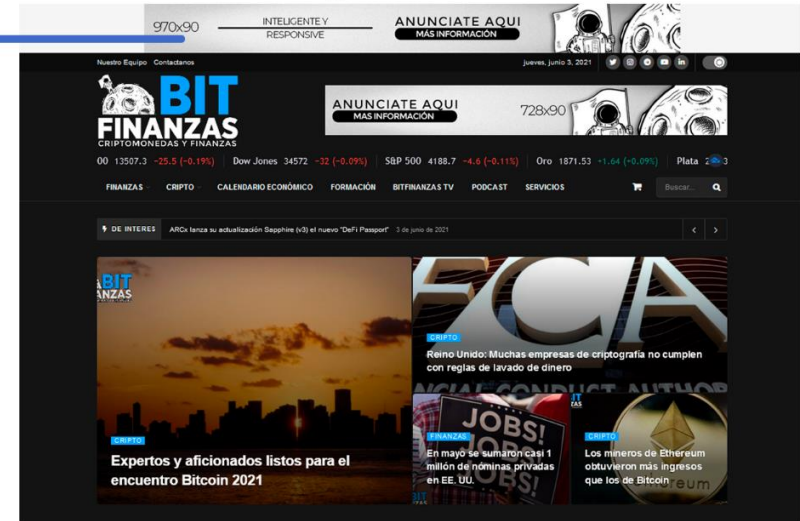 970x90
INTELIGENTE Y
RESPONSIVE
ANUNCIATE AQUI
MÁS INFORMACIÓN
Nuestro Equipo Contactanos
jueves, junio 3, 2021
BIT
FINANZAS
CRIPTOMONEDAS Y FINANZAS
ANUNCIATE AQUI
MÁS INFORMACIÓN
728x90
00 13507.3 -25.5 (-0.19%) Dow Jones 34572 -32 (-0.09%) S&P 500 4188.7 -4.6 (-0.11%) Oro 1871.53 -1.64 (-0.09%) Plata
FINANZAS CRIPTO CALENDARIO ECONÓMICO FORMACIÓN BITFINANZAS TV PODCAST SERVICIOS Buscar...
DE INTERES ARCx lanza su actualización Sapphire (v3) el nuevo "DeFi Passport" 3 de junio de 2021
BIT
NZAS
CRIPTO
Expertos y aficionados listos para el
encuentro Bitcoin 2021
FCA
CRIPTO
Reino Unido: Muchas empresas de criptografía no cumplen
con reglas de lavado de dinero
JOBS!
JOBS!
FINANZAS
En mayo se sumaron casi 1
millón de nóminas privadas
en EE. UU.
CRIPTO
Los mineros de Ethereum
obtuvieron más ingresos
que los de Bitcoin